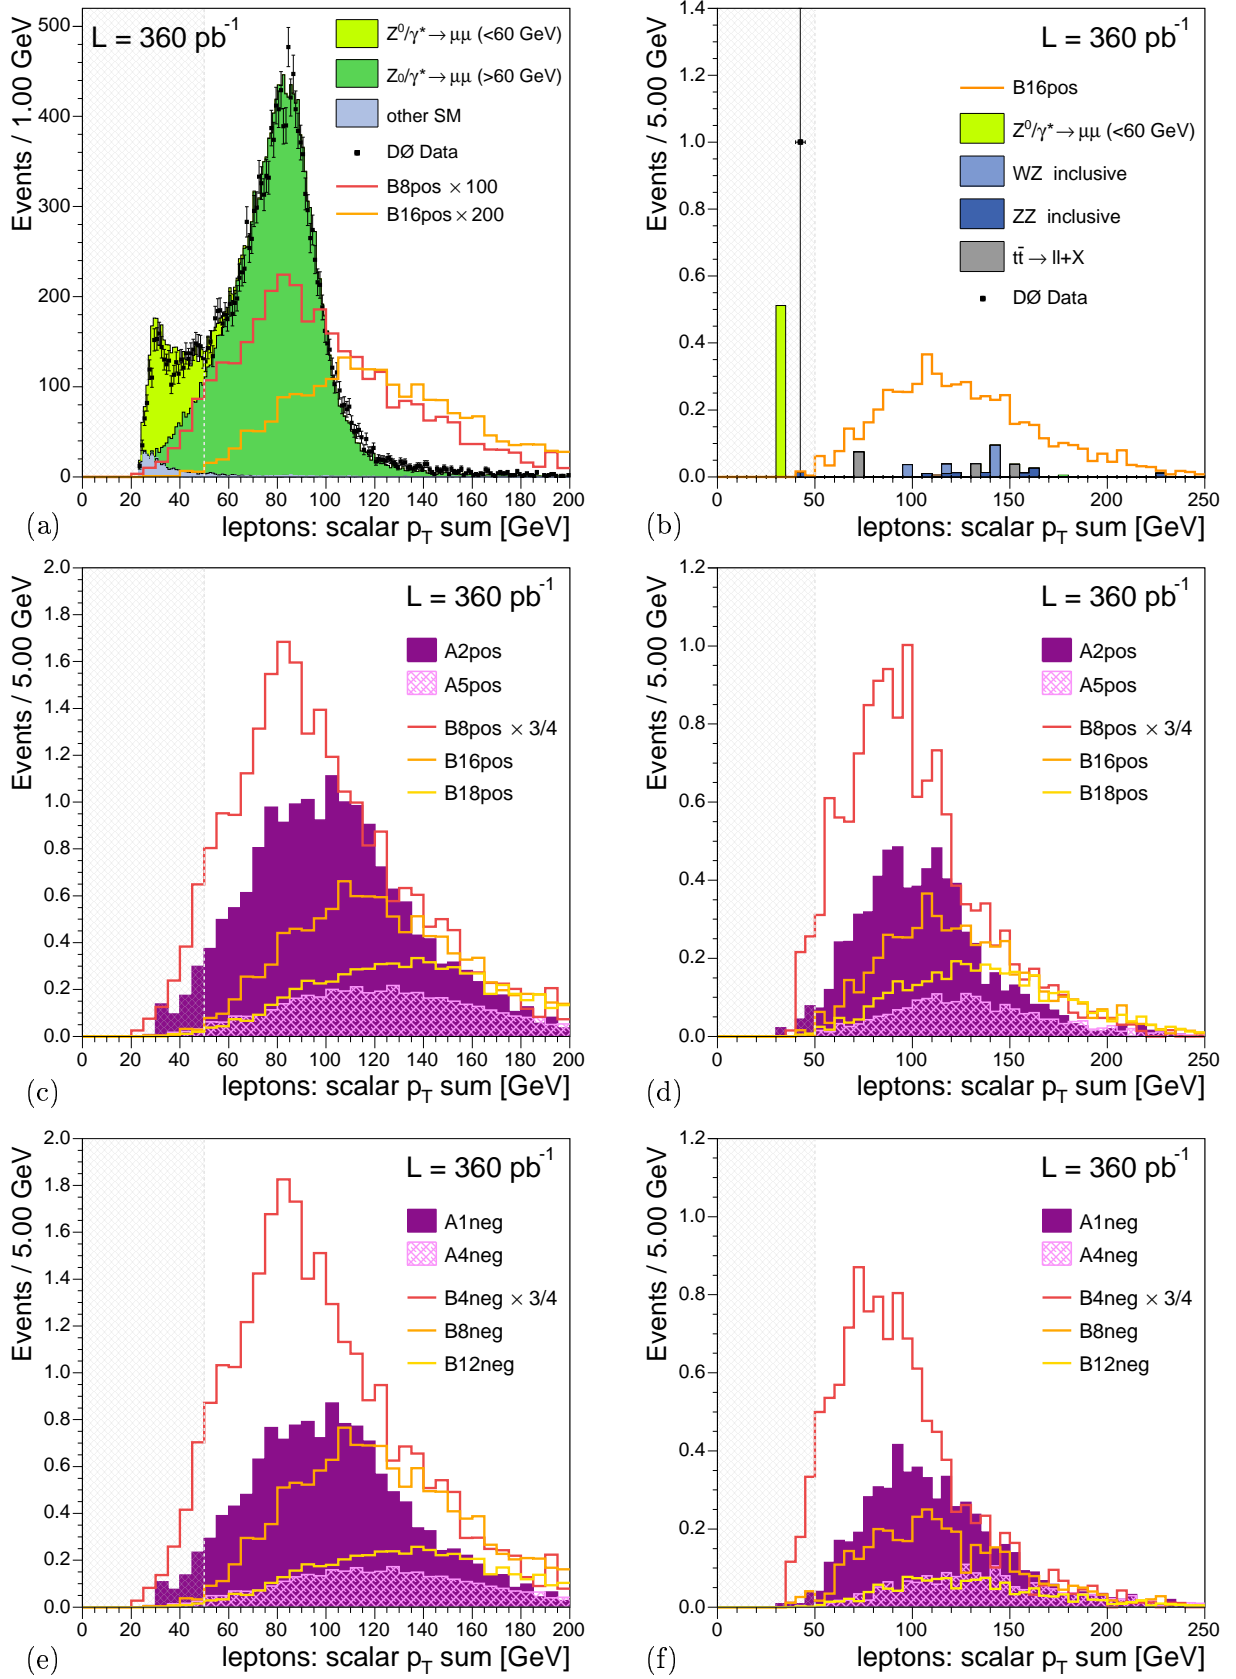 L = 360 pb-1
Z0/γ* → μμ (<60 GeV)
Z0/γ* → μμ (>60 GeV)
other SM
DØ Data
B8pos × 100
B16pos × 200
Events / 1.00 GeV
500
400
300
200
100
0
0 20 40 60 80 100 120 140 160 180 200
leptons: scalar pT sum [GeV]
(a)
L = 360 pb-1
B16pos
Z0/γ* → μμ (<60 GeV)
WZ inclusive
ZZ inclusive
tt̄ → ll+X
DØ Data
Events / 5.00 GeV
1.4
1.2
1.0
0.8
0.6
0.4
0.2
0.0
0 50 100 150 200 250
leptons: scalar pT sum [GeV]
(b)
L = 360 pb-1
A2pos
A5pos
B8pos × 3/4
B16pos
B18pos
Events / 5.00 GeV
2.0
1.8
1.6
1.4
1.2
1.0
0.8
0.6
0.4
0.2
0.0
0 20 40 60 80 100 120 140 160 180 200
leptons: scalar pT sum [GeV]
(c)
L = 360 pb-1
A2pos
A5pos
B8pos × 3/4
B16pos
B18pos
Events / 5.00 GeV
1.2
1.0
0.8
0.6
0.4
0.2
0.0
0 50 100 150 200 250
leptons: scalar pT sum [GeV]
(d)
L = 360 pb-1
A1neg
A4neg
B4neg × 3/4
B8neg
B12neg
Events / 5.00 GeV
2.0
1.8
1.6
1.4
1.2
1.0
0.8
0.6
0.4
0.2
0.0
0 20 40 60 80 100 120 140 160 180 200
leptons: scalar pT sum [GeV]
(e)
L = 360 pb-1
A1neg
A4neg
B4neg × 3/4
B8neg
B12neg
Events / 5.00 GeV
1.2
1.0
0.8
0.6
0.4
0.2
0.0
0 50 100 150 200 250
leptons: scalar pT sum [GeV]
(f)